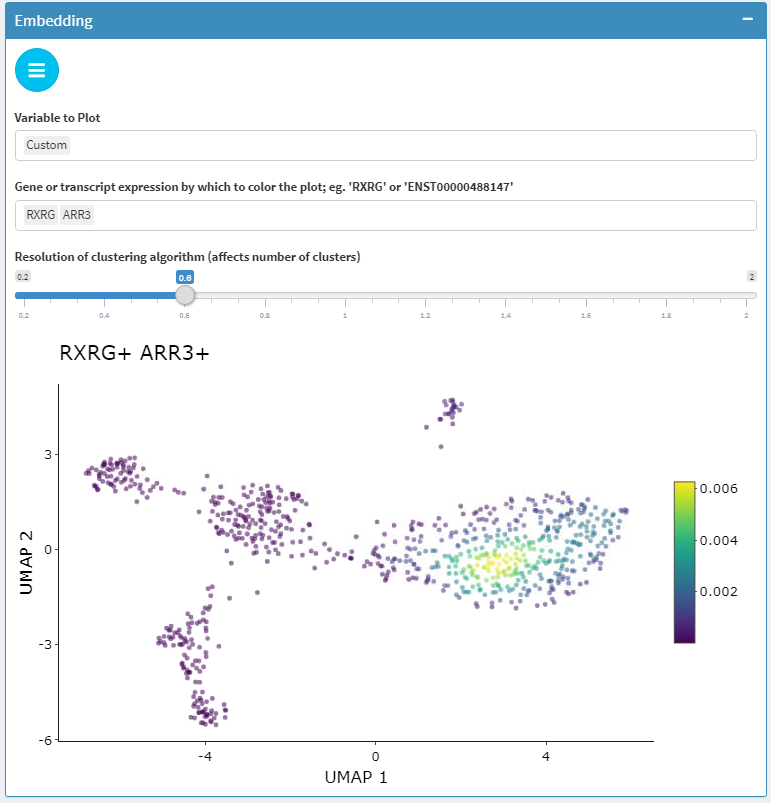 Embedding
Variable to Plot
Custom
Gene or transcript expression by which to color the plot; eg. 'RXRG' or 'ENST00000488147'
RXRG ARR3
Resolution of clustering algorithm (affects number of clusters)
0.2 0.6 2
0.2 0.4 0.6 0.8 1 1.2 1.4 1.6 1.8 2
RXRG+ ARR3+
3
0
-3
-6
UMAP 2
-4 0 4
UMAP 1
0.006
0.004
0.002